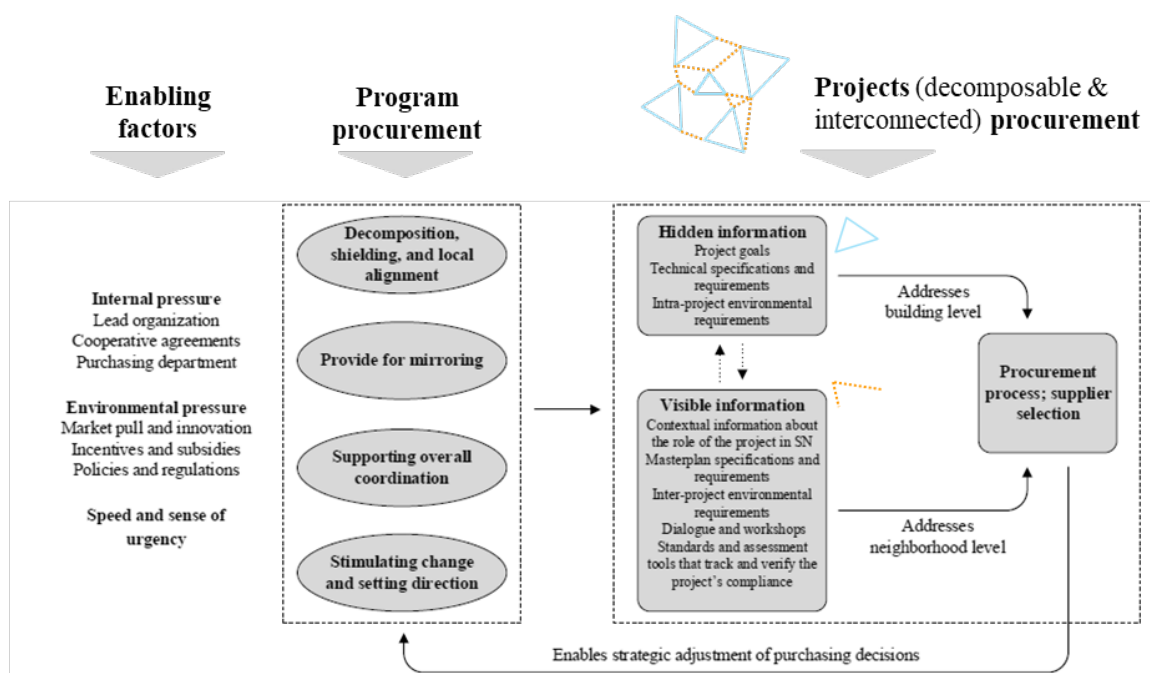 Enabling
factors
Program
procurement
Projects (decomposable &
interconnected) procurement
Internal pressure
Lead organization
Cooperative agreements
Purchasing department
Environmental pressure
Market pull and innovation
Incentives and subsidies
Policies and regulations
Speed and sense of
urgency
Decomposition,
shielding, and local
alignment
Provide for mirroring
Supporting overall
coordination
Stimulating change
and setting direction
Hidden information
Project goals
Technical specifications and
requirements
Intra-project environmental
requirements
Visible information
Contextual information about
the role of the project in SN
Masterplan specifications and
requirements
Inter-project environmental
requirements
Dialogue and workshops
Standards and assessment
tools that track and verify the
project's compliance
Addresses
building level
Addresses
neighborhood level
Procurement
process; supplier
selection
Enables strategic adjustment of purchasing decisions